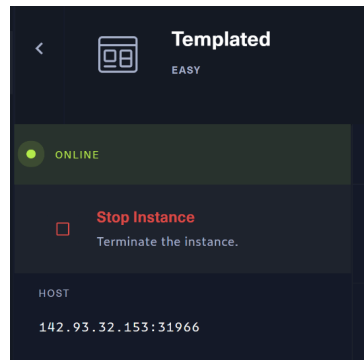 Templated
EASY
ONLINE
Stop Instance
Terminate the instance.
HOST
142.93.32.153:31966